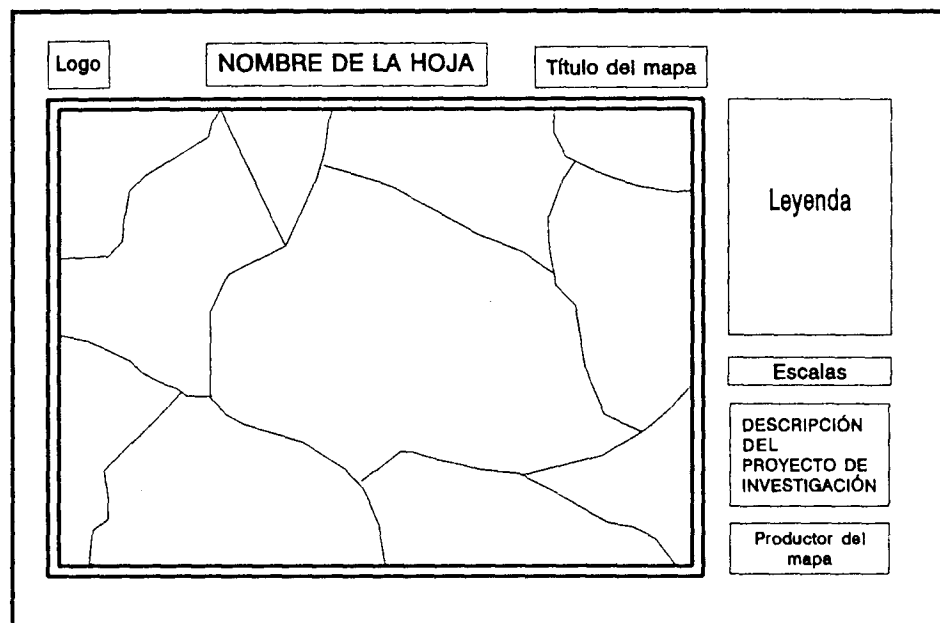 Logo
NOMBRE DE LA HOJA
Título del mapa
Leyenda
Escalas
DESCRIPCIÓN
DEL
PROYECTO DE
INVESTIGACIÓN
Productor del
mapa